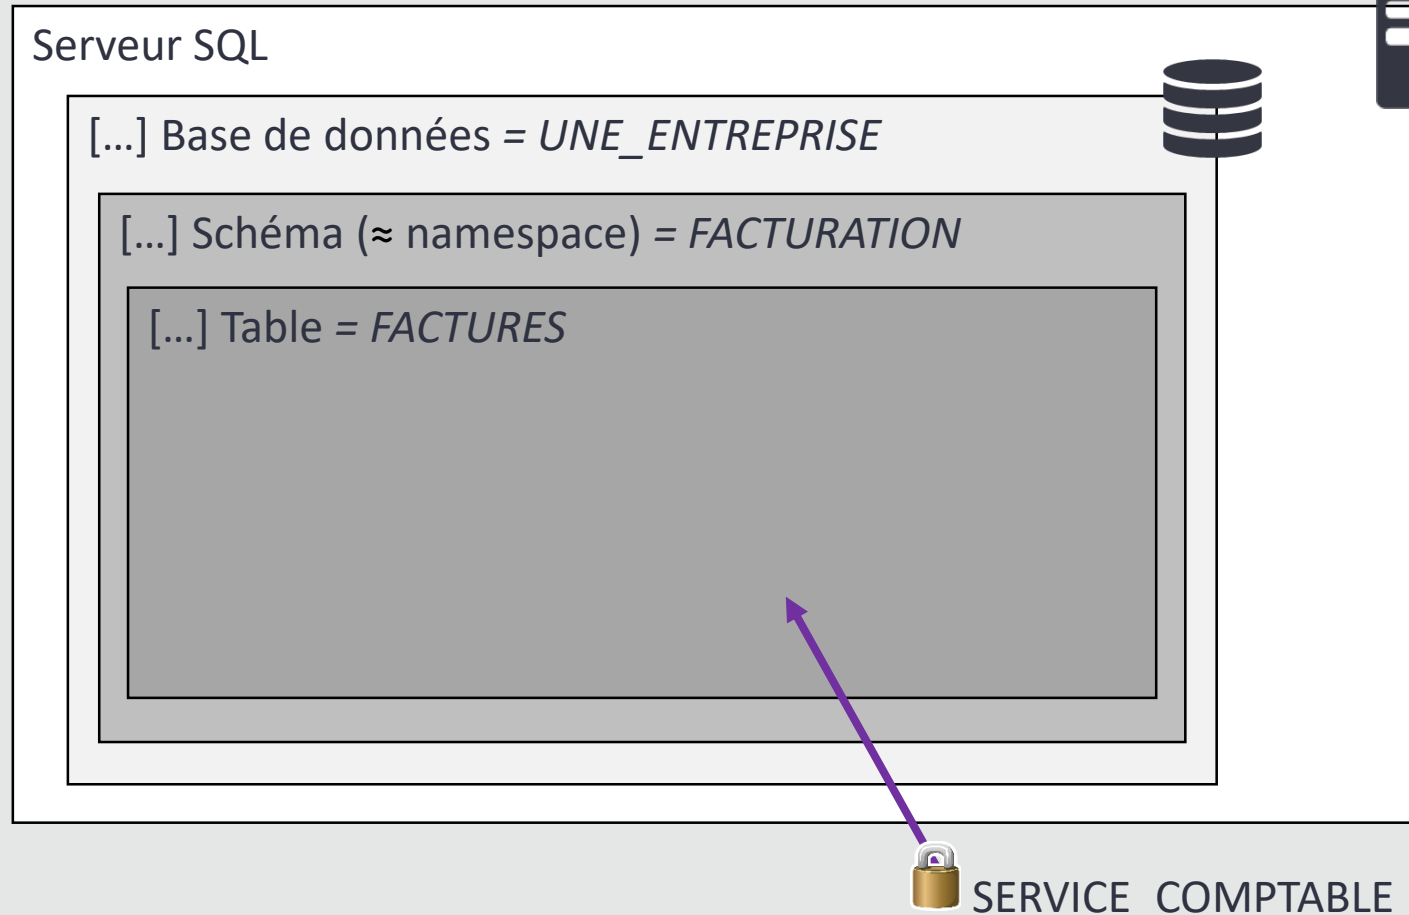 Serveur SQL
[…] Base de données = UNE_ENTREPRISE
[…] Schéma (≈ namespace) = FACTURATION
[…] Table = FACTURES
SERVICE_COMPTABLE